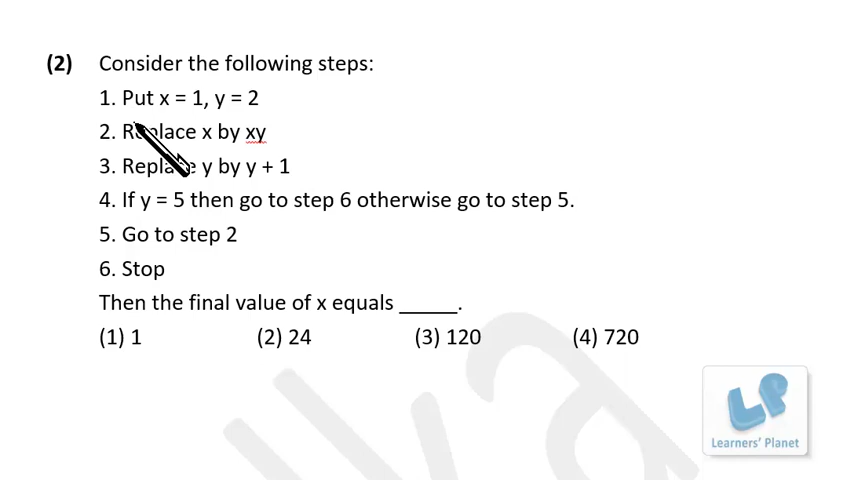 (2) Consider the following steps:
1. Put x = 1, y = 2
2. Replace x by xy
3. Replace y by y + 1
4. If y = 5 then go to step 6 otherwise go to step 5.
5. Go to step 2
6. Stop
Then the final value of x equals _____.
(1) 1 (2) 24 (3) 120 (4) 720
LP
Learners' Planet